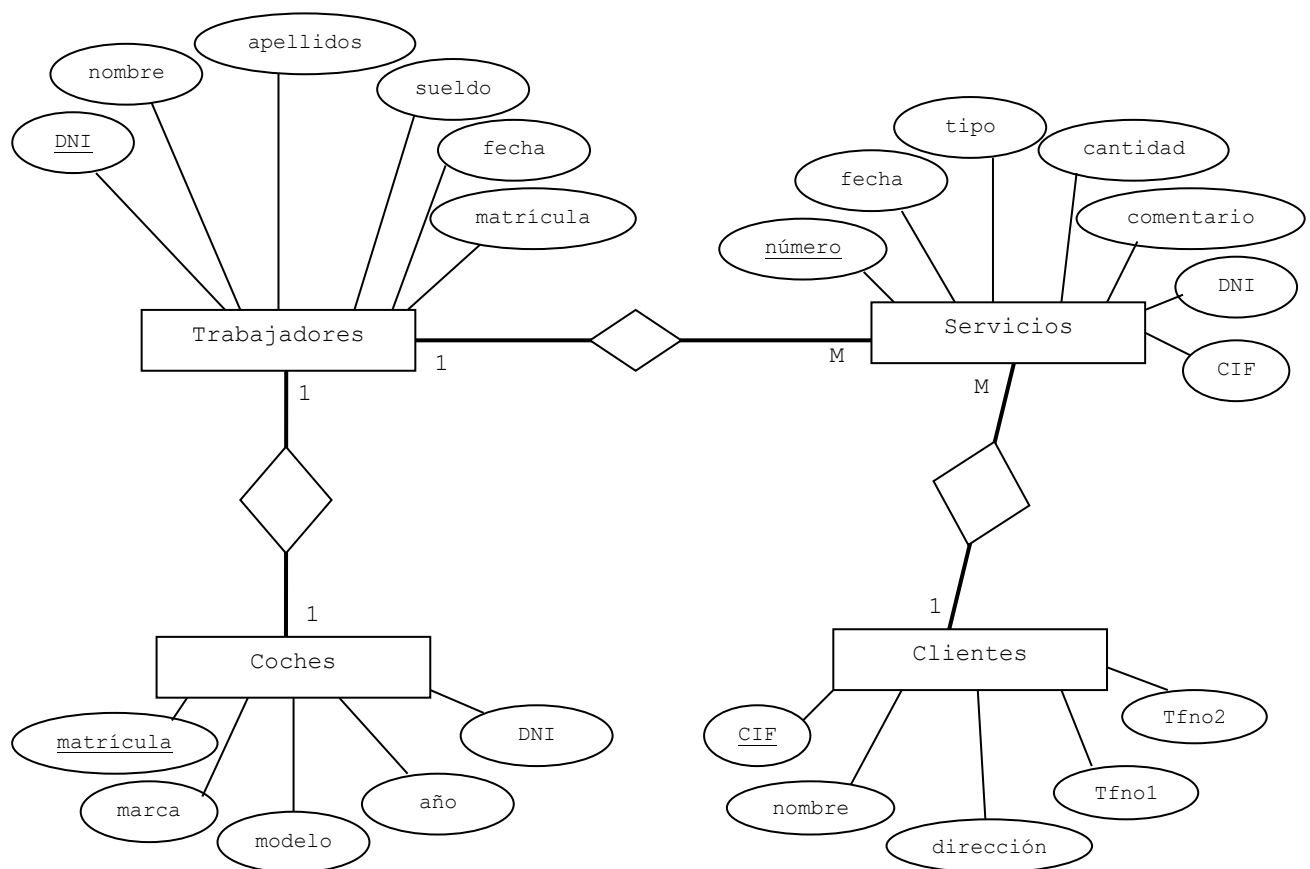 apellidos
nombre
sueldo
DNI
fecha
matrícula
Trabajadores
tipo
cantidad
fecha
comentario
número
DNI
Servicios
CIF
1
M
1
M
1
1
Coches
Clientes
matrícula
DNI
marca
año
modelo
CIF
Tfno2
nombre
Tfno1
dirección